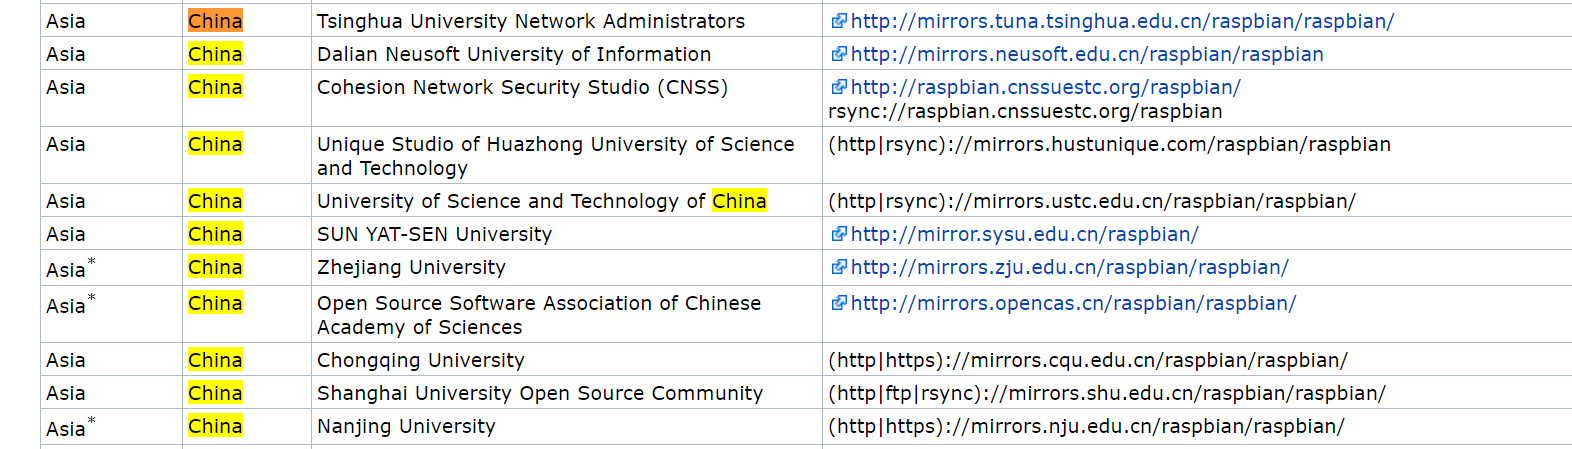 Asia China Tsinghua University Network Administrators http://mirrors.tuna.tsinghua.edu.cn/raspbian/raspbian/
Asia China Dalian Neusoft University of Information http://mirrors.neusoft.edu.cn/raspbian/raspbian
Asia China Cohesion Network Security Studio (CNSS) http://raspbian.cnssuestc.org/raspbian/
rsync://raspbian.cnssuestc.org/raspbian
Asia China Unique Studio of Huazhong University of Science (http|rsync)://mirrors.hustunique.com/raspbian/raspbian
and Technology
Asia China University of Science and Technology of China (http|rsync)://mirrors.ustc.edu.cn/raspbian/raspbian/
Asia China SUN YAT-SEN University http://mirror.sysu.edu.cn/raspbian/
Asia* China Zhejiang University http://mirrors.zju.edu.cn/raspbian/raspbian/
Asia* China Open Source Software Association of Chinese http://mirrors.opencas.cn/raspbian/raspbian/
Academy of Sciences
Asia China Chongqing University (http|https)://mirrors.cqu.edu.cn/raspbian/raspbian/
Asia China Shanghai University Open Source Community (http|ftp|rsync)://mirrors.shu.edu.cn/raspbian/raspbian/
Asia* China Nanjing University (http|https)://mirrors.nju.edu.cn/raspbian/raspbian/